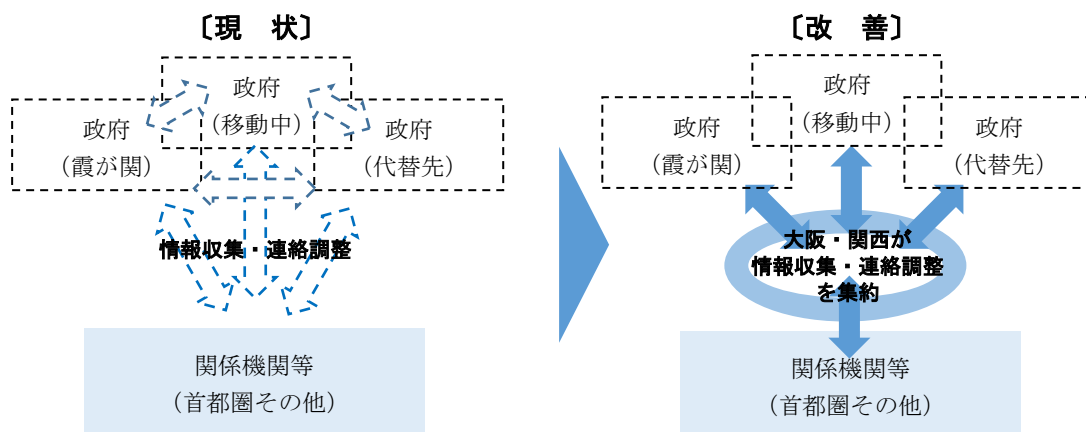 〔現　状〕
政府
（移動中）
政府
（霞が関）
政府
（代替先）
情報収集・連絡調整
関係機関等
（首都圏その他）
〔改　善〕
政府
（移動中）
政府
（霞が関）
政府
（代替先）
大阪・関西が
情報収集・連絡調整
を集約
関係機関等
（首都圏その他）